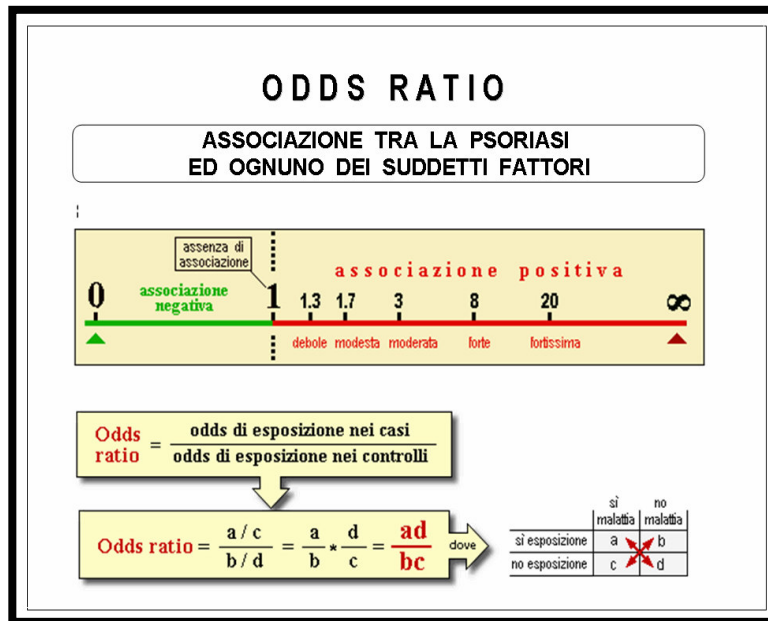 ODDS RATIO
ASSOCIAZIONE TRA LA PSORIASI
ED OGNUNO DEI SUDDETTI FATTORI
assenza di
associazione
associazione positiva
0
associazione
negativa
1
1.3
1.7
3
8
20
∞
debole
modesta
moderata
forte
fortissima
Odds
ratio
=
odds di esposizione nei casi
odds di esposizione nei controlli
Odds ratio = a / c
b / d
= a
b
* d
c
= ad
bc
dove
sì
malattia
no
malattia
sì esposizione a b
no esposizione c d